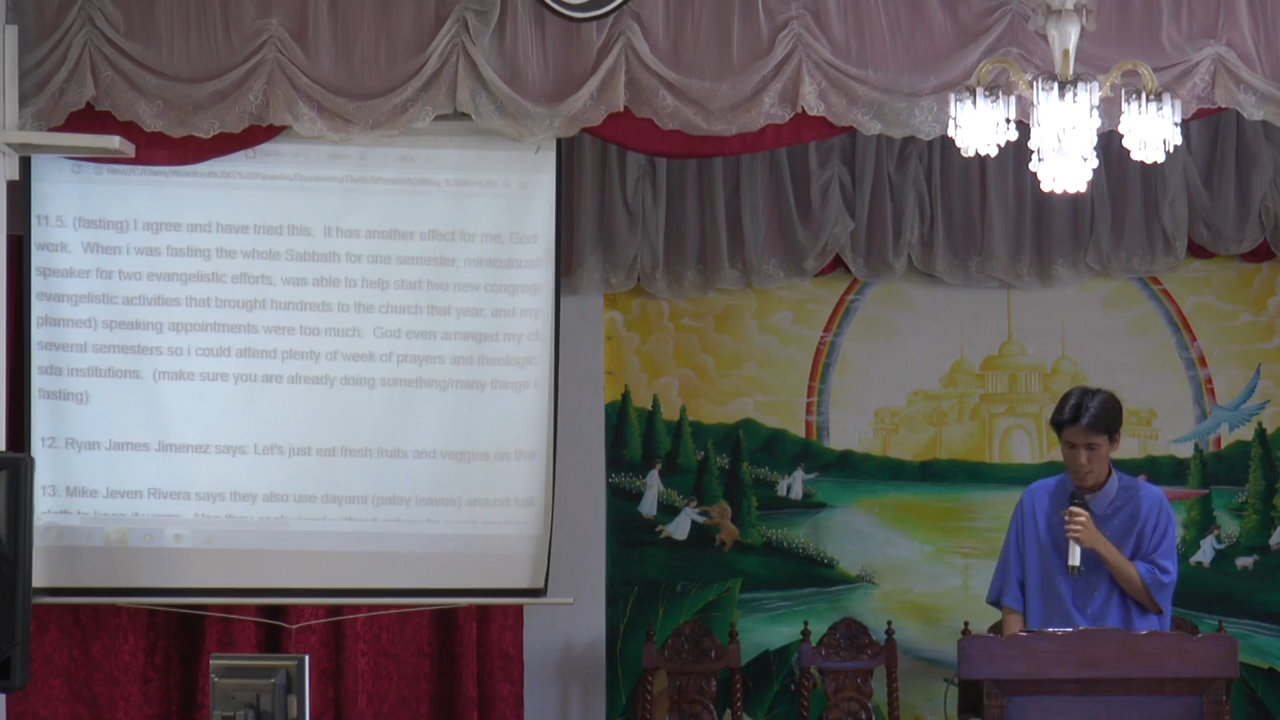 11.5. (fasting) I agree and have tried this. It has another effect for me, God
work. When i was fasting the whole Sabbath for one semester, miraculous
speaker for two evangelistic efforts, was able to help start two new congreg
evangelistic activities that brought hundreds to the church that year, and my
planned) speaking appointments were too much. God even arranged my cl
several semesters so i could attend plenty of week of prayers and theologic
sda institutions. (make sure you are already doing something/many things
fasting)
12. Ryan James Jimenez says: Let's just eat fresh fruits and veggies on the
13. Mike Jeven Rivera says they also use dayami (palay leaves) around